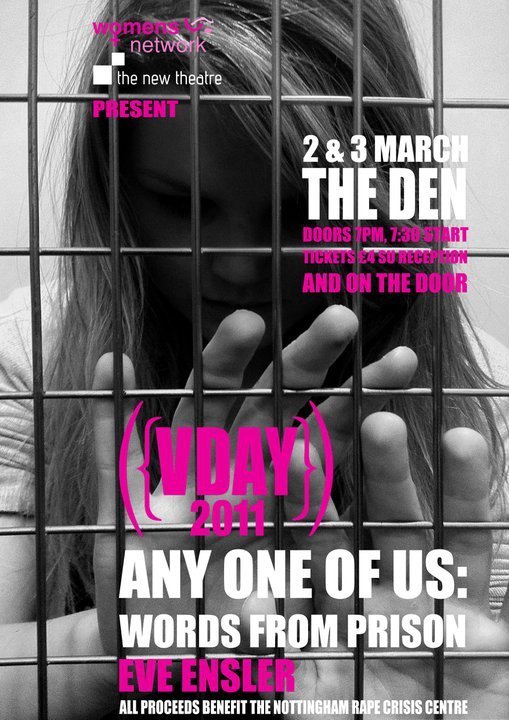 womens
network
the new theatre
PRESENT
2 & 3 MARCH
THE DEN
DOORS 7PM, 7:30 START
TICKETS £4 SU RECEPTION
AND ON THE DOOR
({VDAY})
2011
ANY ONE OF US:
WORDS FROM PRISON
EVE ENSLER
ALL PROCEEDS BENEFIT THE NOTTINGHAM RAPE CRISIS CENTRE